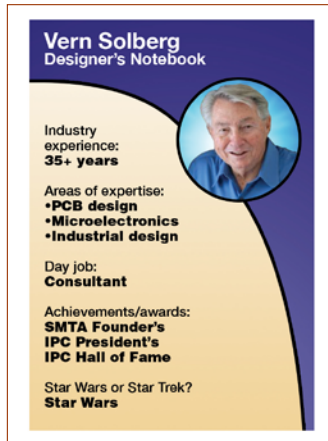 Vern Solberg
Designer's Notebook
Industry
experience:
35+ years
Areas of expertise:
•PCB design
•Microelectronics
•Industrial design
Day job:
Consultant
Achievements/awards:
SMTA Founder's
IPC President's
IPC Hall of Fame
Star Wars or Star Trek?
Star Wars